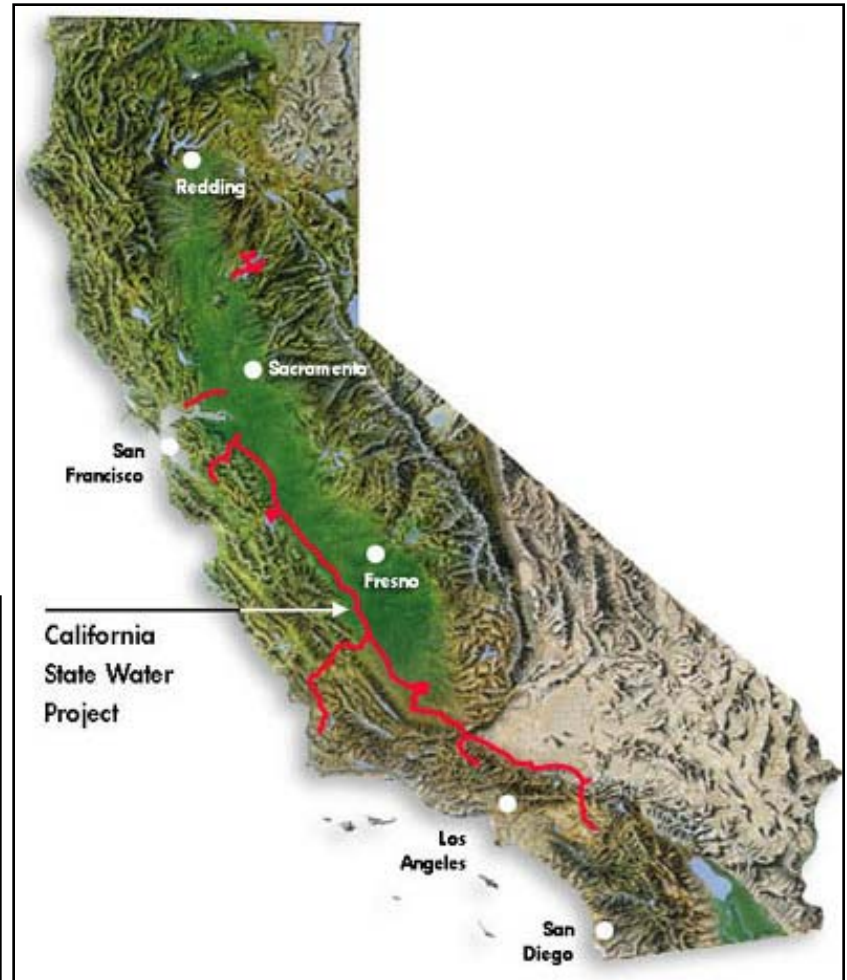 Redding
Sacramento
San
Francisco
Fresno
California
State Water
Project
Los
Angeles
San
Diego